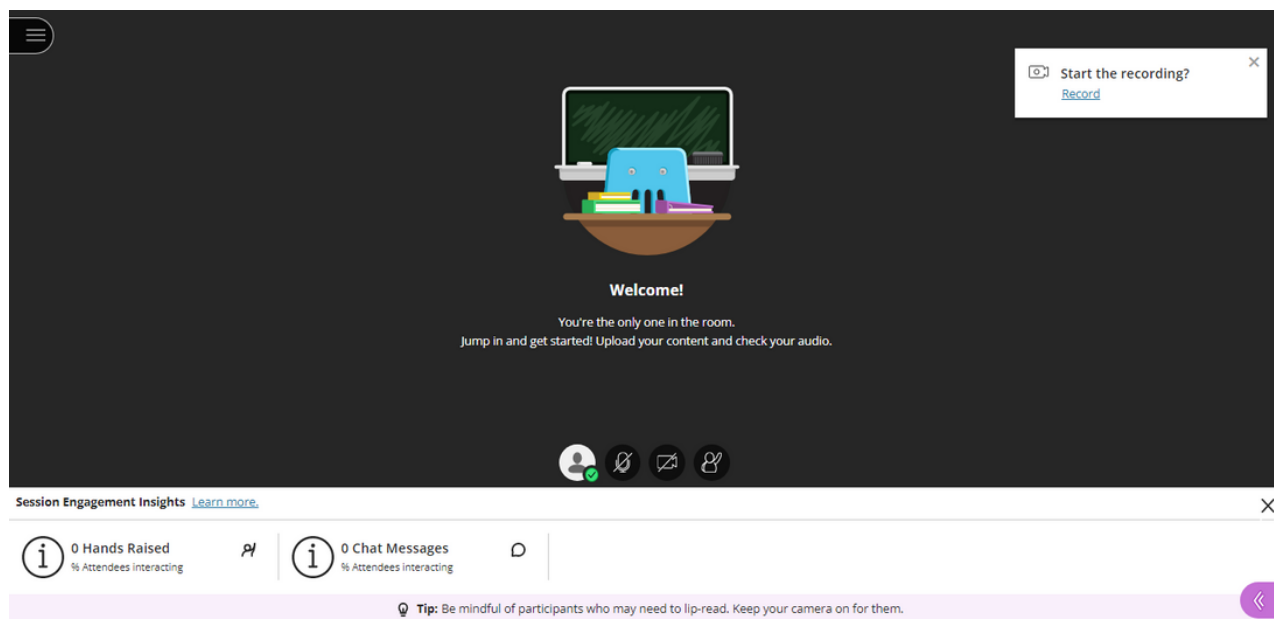 Start the recording?
Record
Welcome!
You're the only one in the room.
Jump in and get started! Upload your content and check your audio.
Session Engagement Insights Learn more.
0 Hands Raised
% Attendees interacting
0 Chat Messages
% Attendees interacting
Tip: Be mindful of participants who may need to lip-read. Keep your camera on for them.